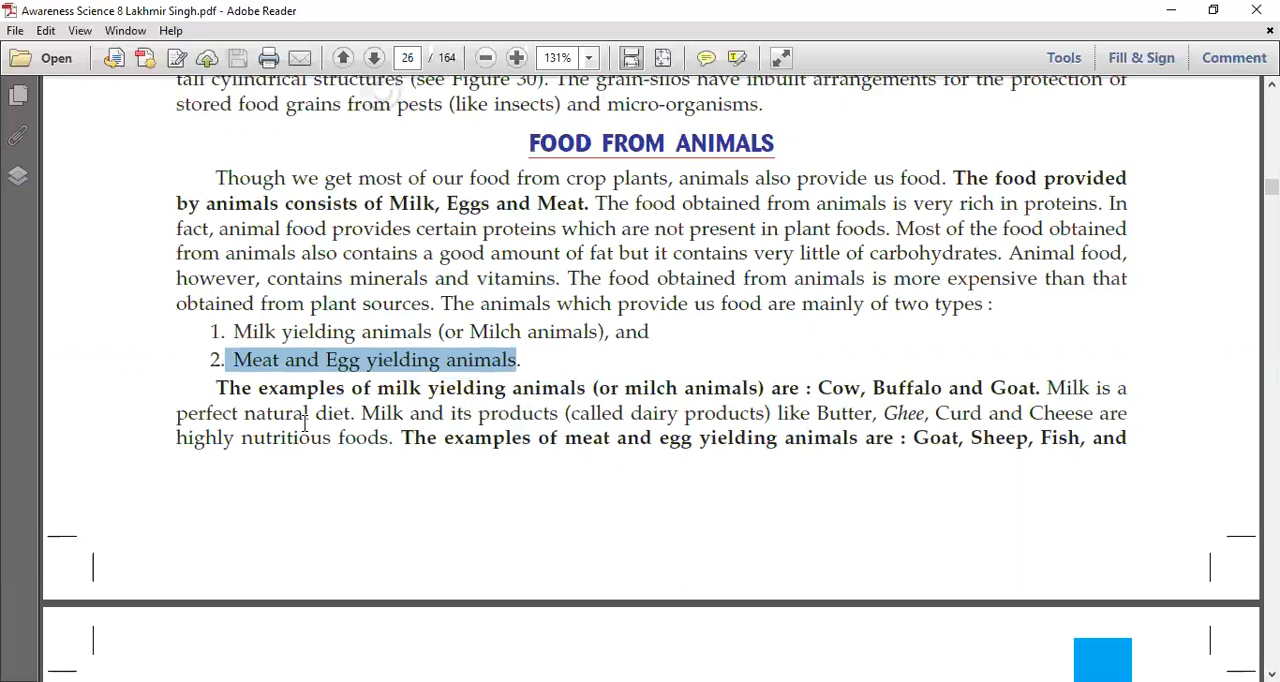 Awareness Science 8 Lakhmir Singh.pdf - Adobe Reader
File Edit View Window Help
Open 26 / 164 131% Tools Fill & Sign Comment
tall cylindrical structures (see Figure 30). The grain-silos have inbuilt arrangements for the protection of
stored food grains from pests (like insects) and micro-organisms.
FOOD FROM ANIMALS
Though we get most of our food from crop plants, animals also provide us food. The food provided
by animals consists of Milk, Eggs and Meat. The food obtained from animals is very rich in proteins. In
fact, animal food provides certain proteins which are not present in plant foods. Most of the food obtained
from animals also contains a good amount of fat but it contains very little of carbohydrates. Animal food,
however, contains minerals and vitamins. The food obtained from animals is more expensive than that
obtained from plant sources. The animals which provide us food are mainly of two types :
1. Milk yielding animals (or Milch animals), and
2. Meat and Egg yielding animals.
The examples of milk yielding animals (or milch animals) are : Cow, Buffalo and Goat. Milk is a
perfect natural diet. Milk and its products (called dairy products) like Butter, Ghee, Curd and Cheese are
highly nutritious foods. The examples of meat and egg yielding animals are : Goat, Sheep, Fish, and